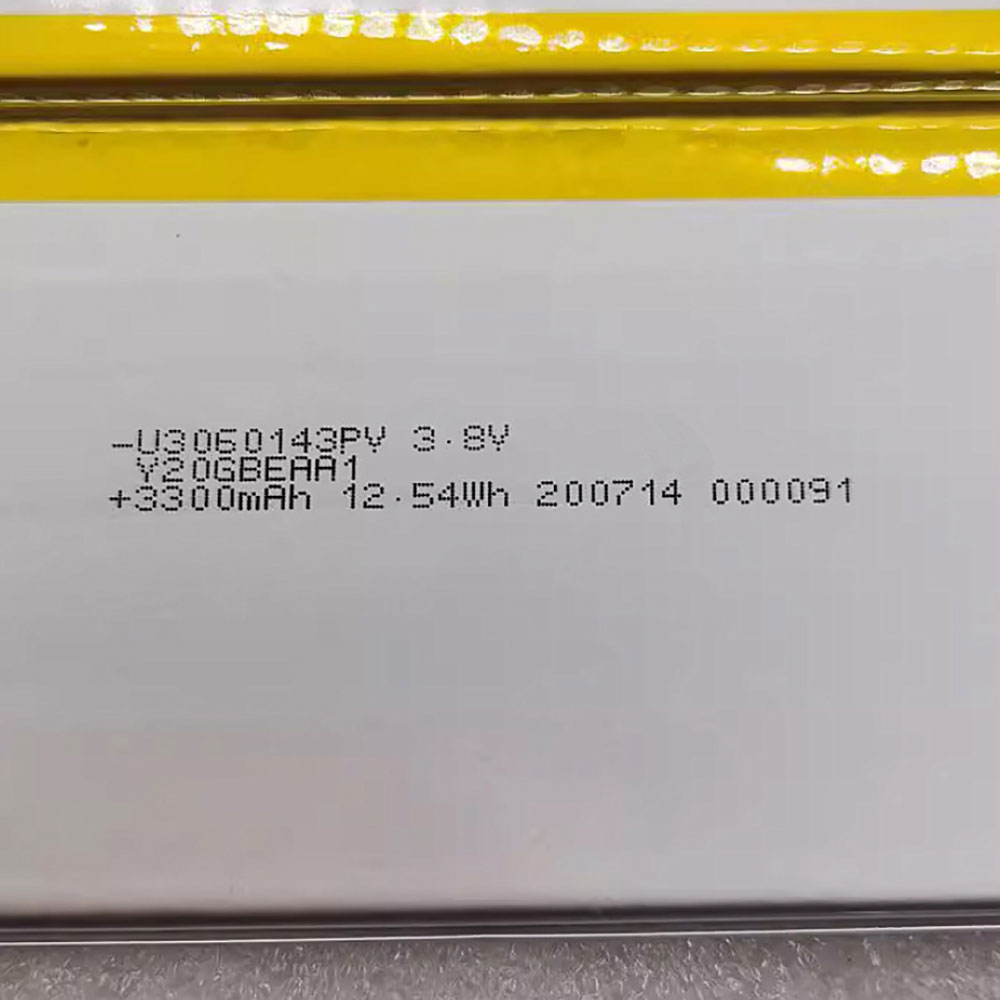 -U3060143PV 3.8V
Y20GBEAA1
+3300mAh 12.54Wh 200714 000091